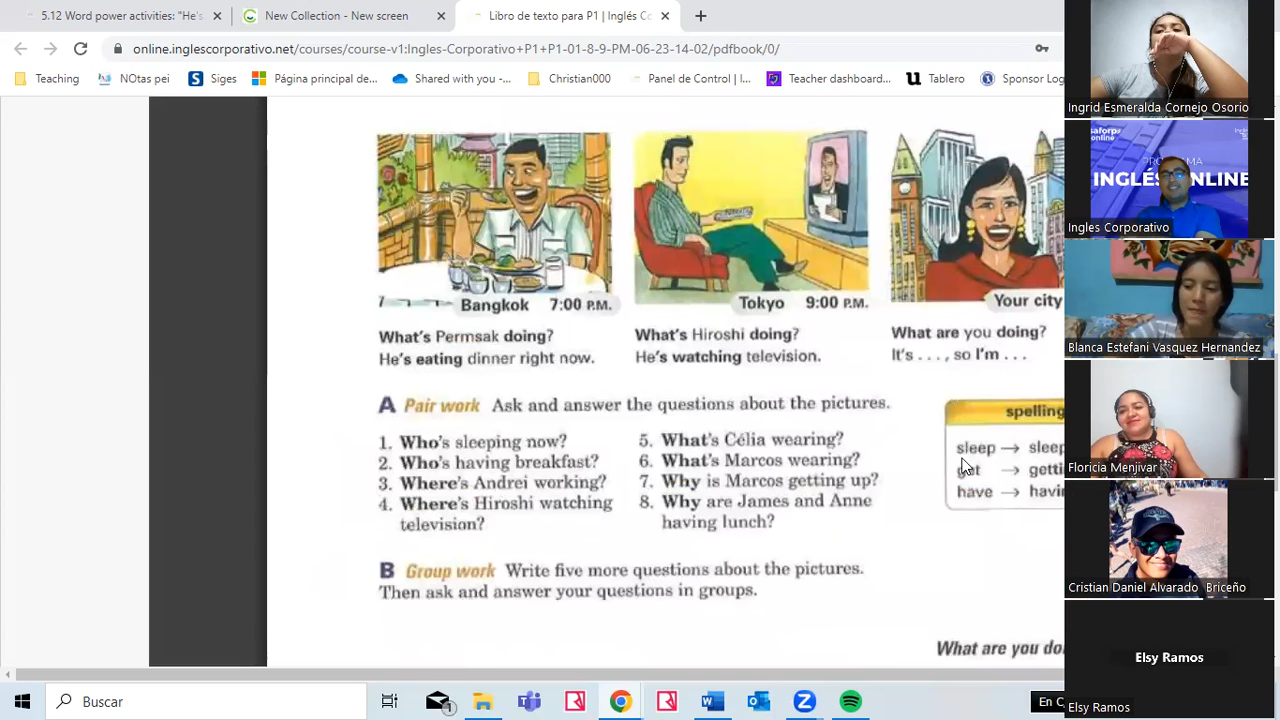 5.12 Word power activities: "He's
New Collection - New screen
Libro de texto para P1 | Inglés Co
online.inglescorporativo.net/courses/course-v1:Ingles-Corporativo+P1+P1-01-8-9-PM-06-23-14-02/pdfbook/0/
Teaching
NOtas pei
Siges
Página principal de...
Shared with you -...
Christian000
Panel de Control | I...
Teacher dashboard...
Tablero
Sponsor Log
Bangkok 7:00 P.M.
Tokyo 9:00 P.M.
Your city
What's Permsak doing?
He's eating dinner right now.
What's Hiroshi doing?
He's watching television.
What are you doing?
It's . . . , so I'm . . .
A Pair work Ask and answer the questions about the pictures.
1. Who's sleeping now?
2. Who's having breakfast?
3. Where's Andrei working?
4. Where's Hiroshi watching
television?
5. What's Célia wearing?
6. What's Marcos wearing?
7. Why is Marcos getting up?
8. Why are James and Anne
having lunch?
spelling
sleep → sleep
get → getti
have → havin
B Group work Write five more questions about the pictures.
Then ask and answer your questions in groups.
What are you do
Buscar
1
En C
Ingrid Esmeralda Cornejo Osorio
INGLÉS ONLINE
Ingles Corporativo
Blanca Estefani Vasquez Hernandez
Floricia Menjivar
Cristian Daniel Alvarado Briceño
Elsy Ramos
Elsy Ramos